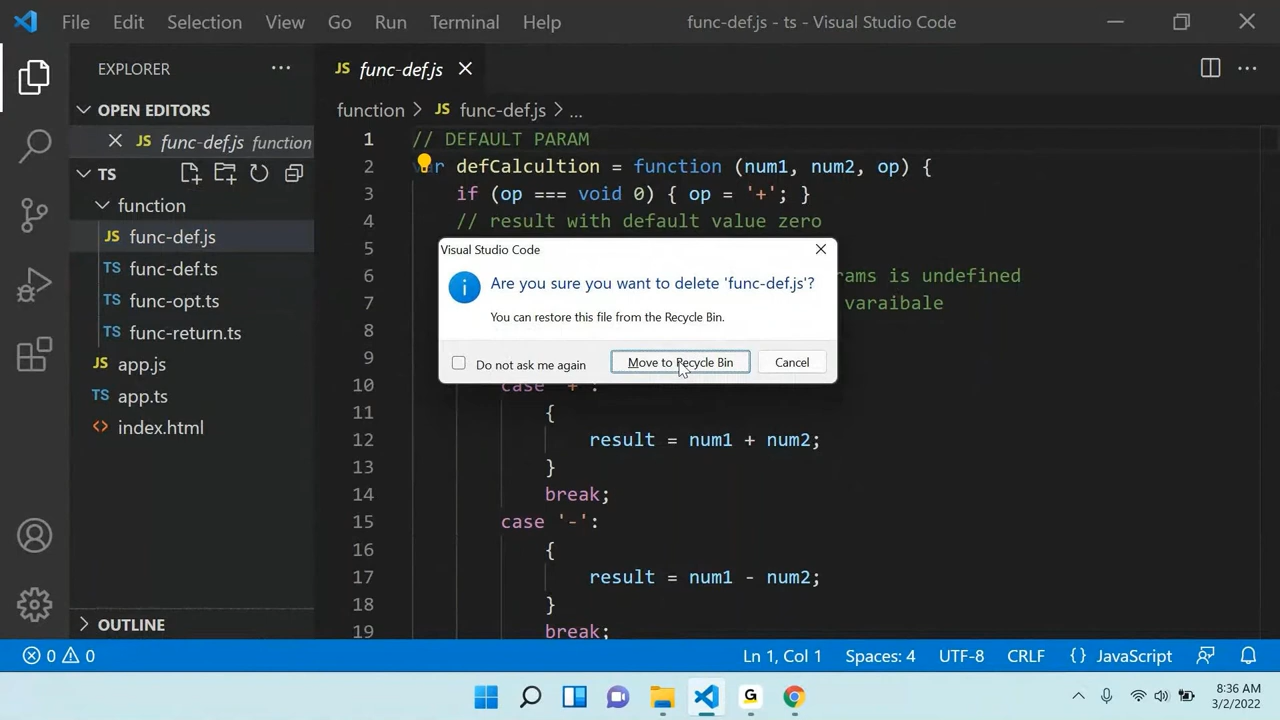 File Edit Selection View Go Run Terminal Help func-def.js - ts - Visual Studio Code
EXPLORER
JS func-def.js
OPEN EDITORS
JS func-def.js function
TS
function
JS func-def.js
TS func-def.ts
TS func-opt.ts
TS func-return.ts
JS app.js
TS app.ts
index.html
OUTLINE
function > JS func-def.js > ...
1 // DEFAULT PARAM
2 defCalcultion = function (num1, num2, op) {
3 if (op === void 0) { op = '+'; }
4 // result with default value zero
5
6 is undefined
7 varaibale
8
9
10 case '+':
11 {
12 result = num1 + num2;
13 }
14 break;
15 case '-':
16 {
17 result = num1 - num2;
18 }
19 break;
Visual Studio Code
Are you sure you want to delete 'func-def.js'?
You can restore this file from the Recycle Bin.
Do not ask me again
Move to Recycle Bin
Cancel
0 0 Ln 1, Col 1 Spaces: 4 UTF-8 CRLF {} JavaScript
G
8:36 AM
3/2/2022